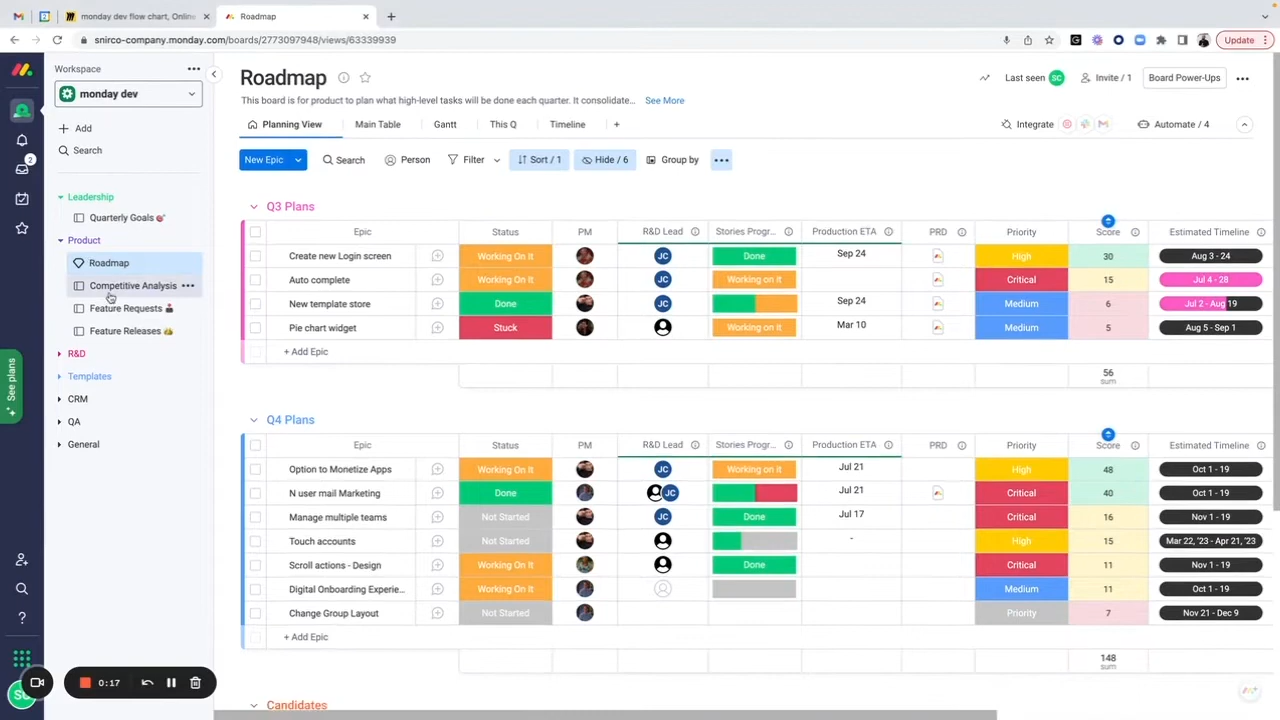 monday dev flow chart, Online
Roadmap
snirco-company.monday.com/boards/2773097948/views/63339939
Update
Workspace
monday dev
Add
Search
Leadership
Quarterly Goals
Product
Roadmap
Competitive Analysis
Feature Requests
Feature Releases
R&D
Templates
CRM
QA
General
See plans
2
0:17
Roadmap
Last seen SC
Invite / 1
Board Power-Ups
This board is for product to plan what high-level tasks will be done each quarter. It consolidate... See More
Planning View Main Table Gantt This Q Timeline +
Integrate
Automate / 4
New Epic Search Person Filter Sort / 1 Hide / 6 Group by
Q3 Plans
Epic Status PM R&D Lead Stories Progr... Production ETA PRD Priority Score Estimated Timeline
Create new Login screen Working On It JC Done Sep 24 High 30 Aug 3 - 24
Auto complete Working On It JC Working on it Critical 15 Jul 4 - 28
New template store Done JC Sep 24 Medium 6 Jul 2 - Aug 19
Pie chart widget Stuck Working on it Mar 10 Medium 5 Aug 5 - Sep 1
+ Add Epic
56
sum
Q4 Plans
Epic Status PM R&D Lead Stories Progr... Production ETA PRD Priority Score Estimated Timeline
Option to Monetize Apps Working On It JC Working on it Jul 21 High 48 Oct 1 - 19
N user mail Marketing Done JC Jul 21 Critical 40 Oct 1 - 19
Manage multiple teams Not Started JC Done Jul 17 Critical 16 Nov 1 - 19
Touch accounts Not Started - High 15 Mar 22, '23 - Apr 21, '23
Scroll actions - Design Working On It Done Critical 11 Nov 1 - 19
Digital Onboarding Experie... Working On It Medium 11 Oct 1 - 19
Change Group Layout Not Started Priority 7 Nov 21 - Dec 9
+ Add Epic
148
sum
Candidates